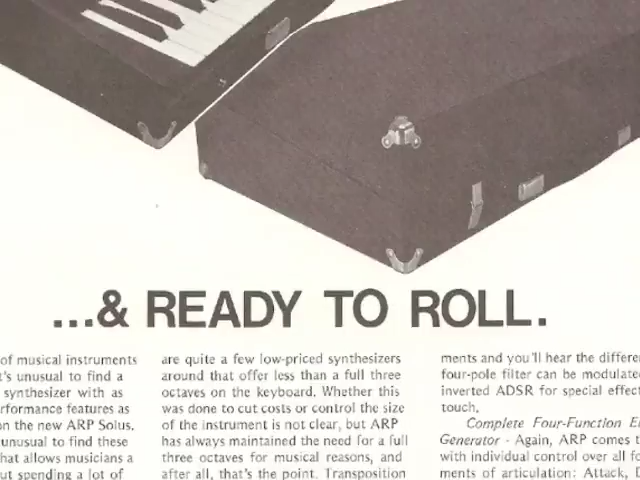 ...& READY TO ROLL.
of musical instruments
t's unusual to find a
synthesizer with as
rformance features as
on the new ARP Solus.
unusual to find these
hat allows musicians a
ut spending a lot of
are quite a few low-priced synthesizers
around that offer less than a full three
octaves on the keyboard. Whether this
was done to cut costs or control the size
of the instrument is not clear, but ARP
has always maintained the need for a full
three octaves for musical reasons, and
after all, that's the point. Transposition
ments and you'll hear the differe
four-pole filter can be modulate
inverted ADSR for special effect
touch.
Complete Four-Function E
Generator - Again, ARP comes t
with individual control over all fo
ments of articulation: Attack,